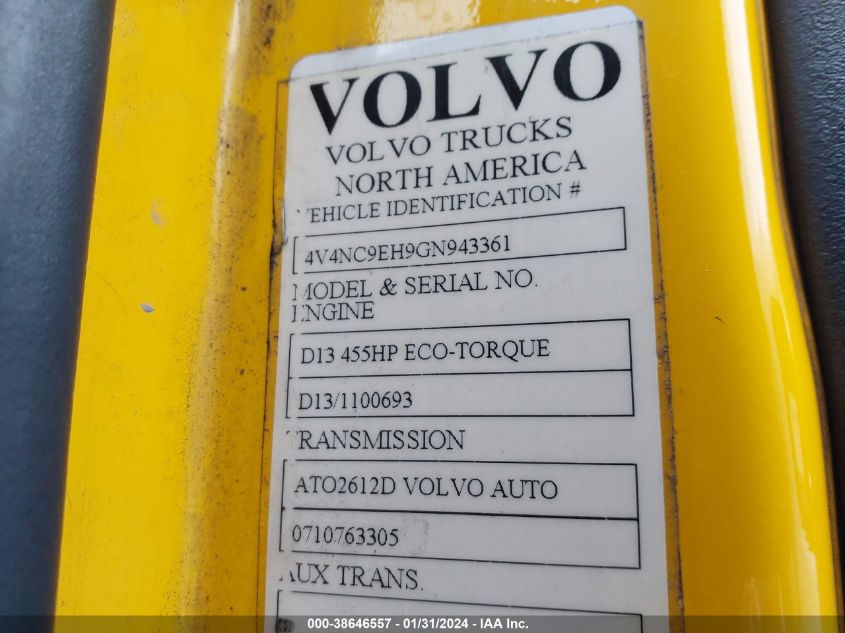 VOLVO
VOLVO TRUCKS
NORTH AMERICA
VEHICLE IDENTIFICATION #
4V4NC9EH9GN943361
MODEL & SERIAL NO.
ENGINE
D13 455HP ECO-TORQUE
D13/1100693
TRANSMISSION
ATO2612D VOLVO AUTO
0710763305
AUX TRANS.
000-38646557 - 01/31/2024 - IAA Inc.